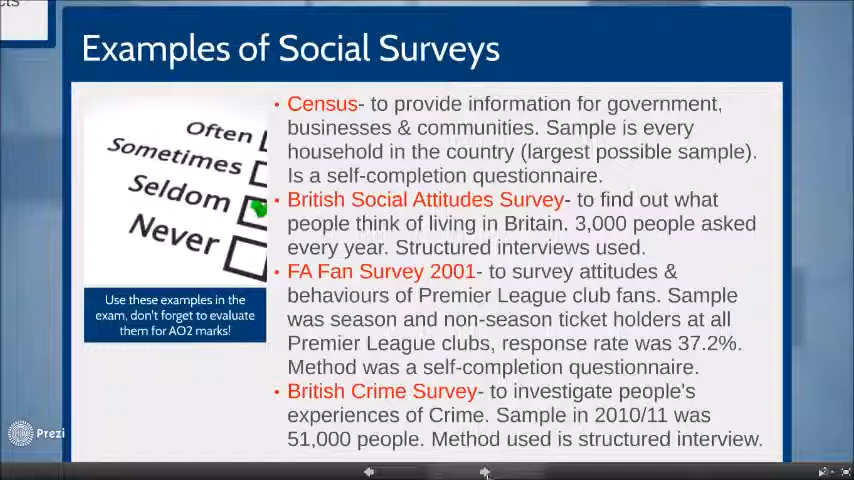 Examples of Social Surveys
Often
Sometimes
Seldom
Never
Use these examples in the
exam, don't forget to evaluate
them for AO2 marks!
• Census- to provide information for government,
businesses & communities. Sample is every
household in the country (largest possible sample).
Is a self-completion questionnaire.
• British Social Attitudes Survey- to find out what
people think of living in Britain. 3,000 people asked
every year. Structured interviews used.
• FA Fan Survey 2001- to survey attitudes &
behaviours of Premier League club fans. Sample
was season and non-season ticket holders at all
Premier League clubs, response rate was 37.2%.
Method was a self-completion questionnaire.
• British Crime Survey- to investigate people's
experiences of Crime. Sample in 2010/11 was
51,000 people. Method used is structured interview.
Prezi